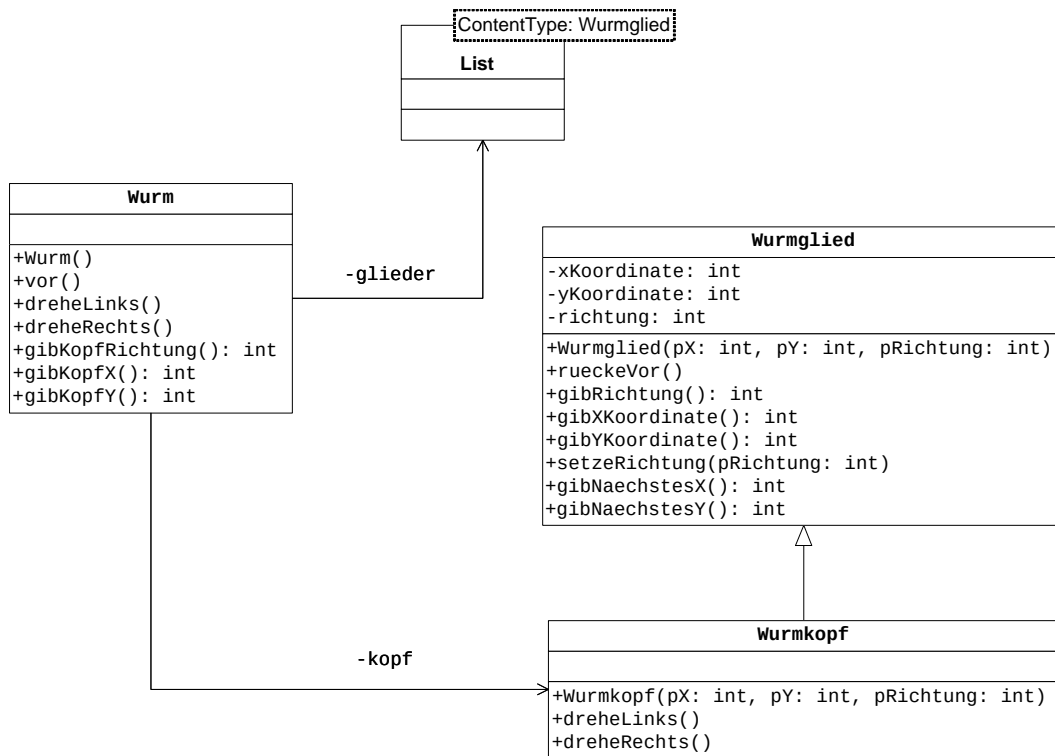 ContentType: Wurmglied
List
Wurm
+Wurm()
+vor()
+dreheLinks()
+dreheRechts()
+gibKopfRichtung(): int
+gibKopfX(): int
+gibKopfY(): int
-glieder
Wurmglied
-xKoordinate: int
-yKoordinate: int
-richtung: int
+Wurmglied(pX: int, pY: int, pRichtung: int)
+rueckeVor()
+gibRichtung(): int
+gibXKoordinate(): int
+gibYKoordinate(): int
+setzeRichtung(pRichtung: int)
+gibNaechstesX(): int
+gibNaechstesY(): int
-kopf
Wurmkopf
+Wurmkopf(pX: int, pY: int, pRichtung: int)
+dreheLinks()
+dreheRechts()